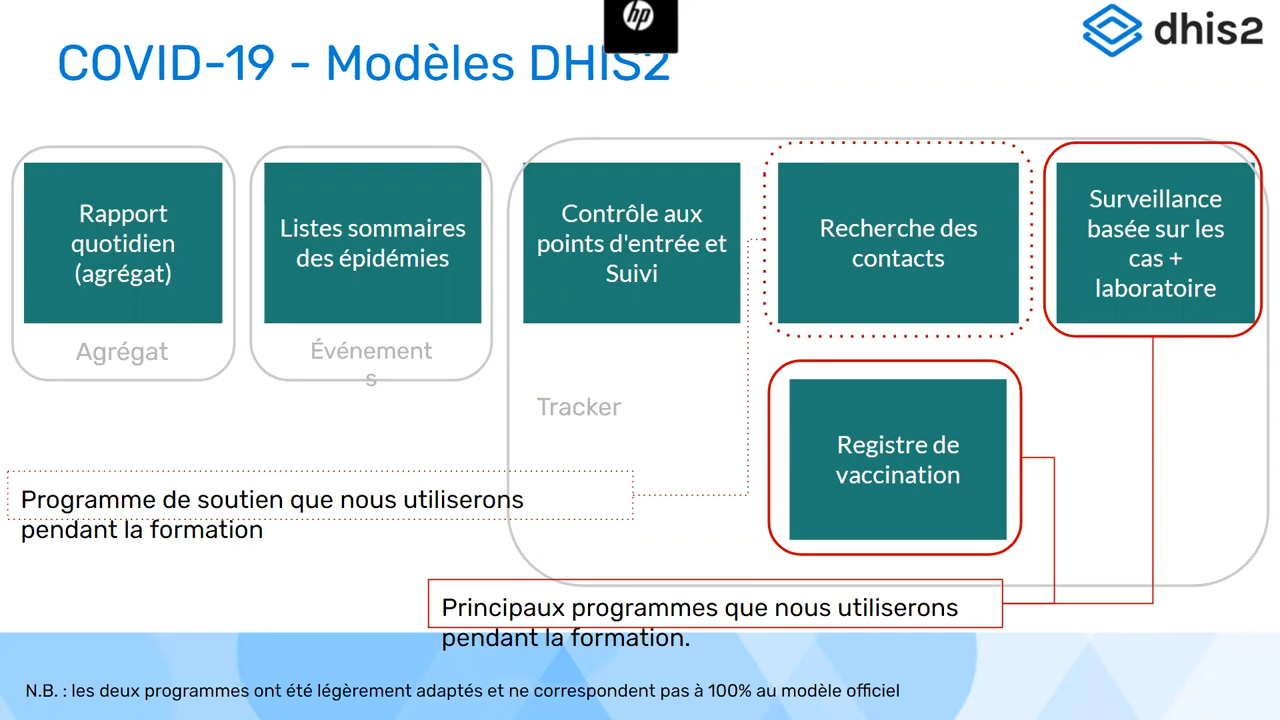 hp
dhis2
COVID-19 - Modèles DHIS2
Rapport
quotidien
(agrégat)
Agrégat
Listes sommaires
des épidémies
Événement
s
Contrôle aux
points d'entrée et
Suivi
Recherche des
contacts
Surveillance
basée sur les
cas +
laboratoire
Tracker
Registre de
vaccination
Programme de soutien que nous utiliserons
pendant la formation
Principaux programmes que nous utiliserons
pendant la formation.
N.B. : les deux programmes ont été légèrement adaptés et ne correspondent pas à 100% au modèle officiel